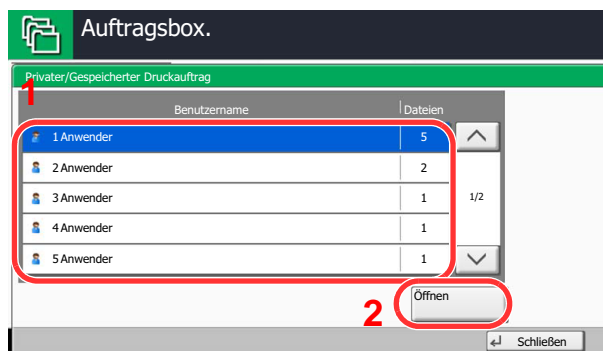 Auftragsbox.
Privater/Gespeicherter Druckauftrag
1
Benutzername Dateien
1 Anwender 5
2 Anwender 2
3 Anwender 1
1/2
4 Anwender 1
5 Anwender 1
Öffnen
2
Schließen